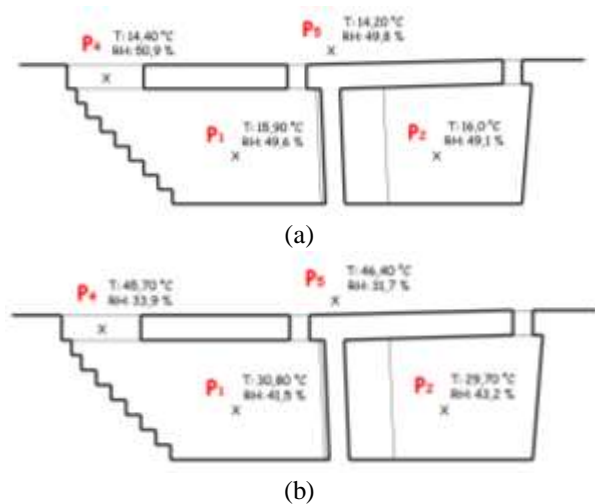 P4 T: 14,40 °C
RH: 50,9 %
P5 T: 14,20 °C
RH: 49,8 %
P1 T: 15,90 °C
RH: 49,6 %
X
P2 T: 16,0 °C
RH: 49,1 %
X
X
X
(a)
P4 T: 45,70 °C
RH: 33,9 %
P5 T: 46,40 °C
RH: 31,7 %
X
X
P1 T: 30,80 °C
RH: 41,5 %
X
P2 T: 29,70 °C
RH: 43,2 %
X
(b)